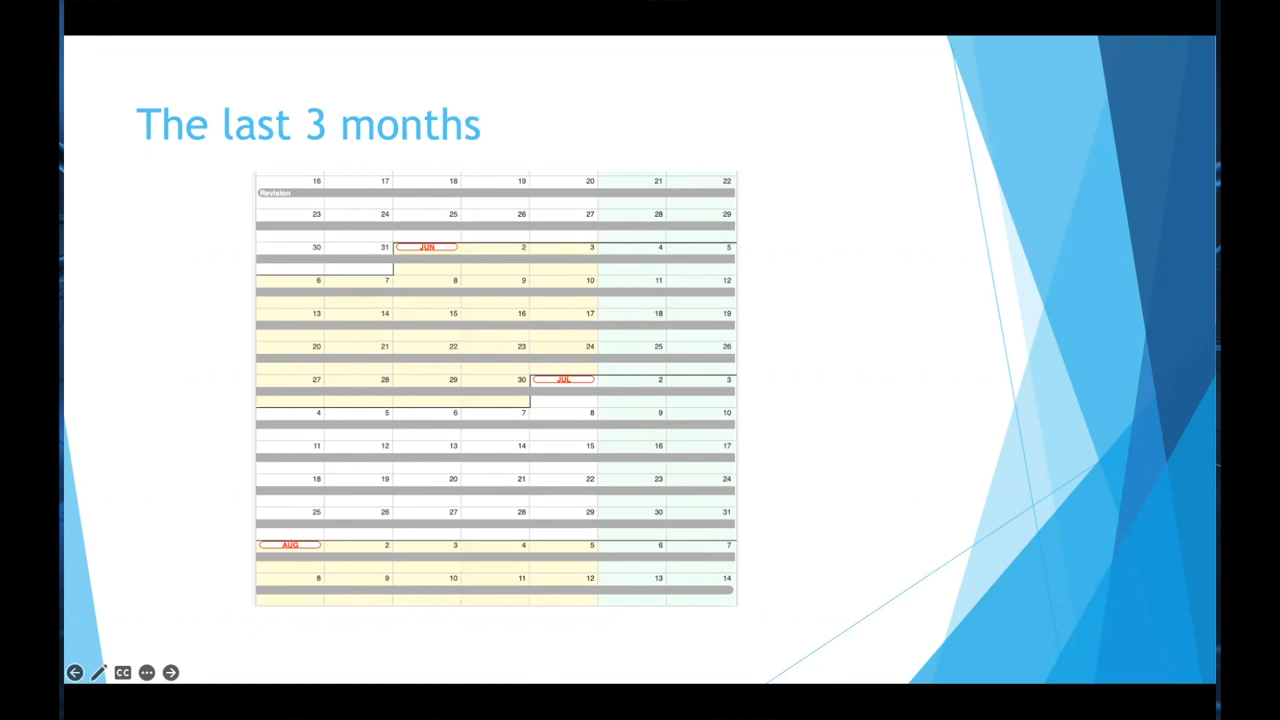 The last 3 months
16 17 18 19 20 21 22
Revision
23 24 25 26 27 28 29
30 31 JUN 2 3 4 5
6 7 8 9 10 11 12
13 14 15 16 17 18 19
20 21 22 23 24 25 26
27 28 29 30 JUL 2 3
4 5 6 7 8 9 10
11 12 13 14 15 16 17
18 19 20 21 22 23 24
25 26 27 28 29 30 31
AUG 2 3 4 5 6 7
8 9 10 11 12 13 14
CC